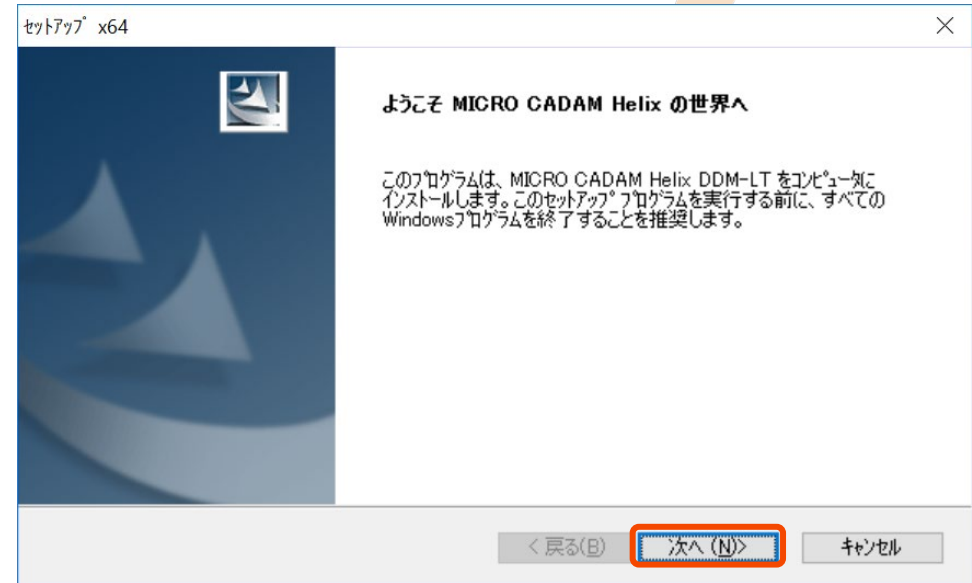 ｾｯﾄｱｯﾌﾟ x64
ようこそ MICRO CADAM Helix の世界へ
このﾌﾟﾛｸﾞﾗﾑは、MICRO CADAM Helix DDM-LT をｺﾝﾋﾟｭｰﾀに
ｲﾝｽﾄｰﾙします。このｾｯﾄｱｯﾌﾟ ﾌﾟﾛｸﾞﾗﾑを実行する前に、すべての
Windowsﾌﾟﾛｸﾞﾗﾑを終了することを推奨します。
< 戻る(B) 次へ (N)> ｷｬﾝｾﾙ